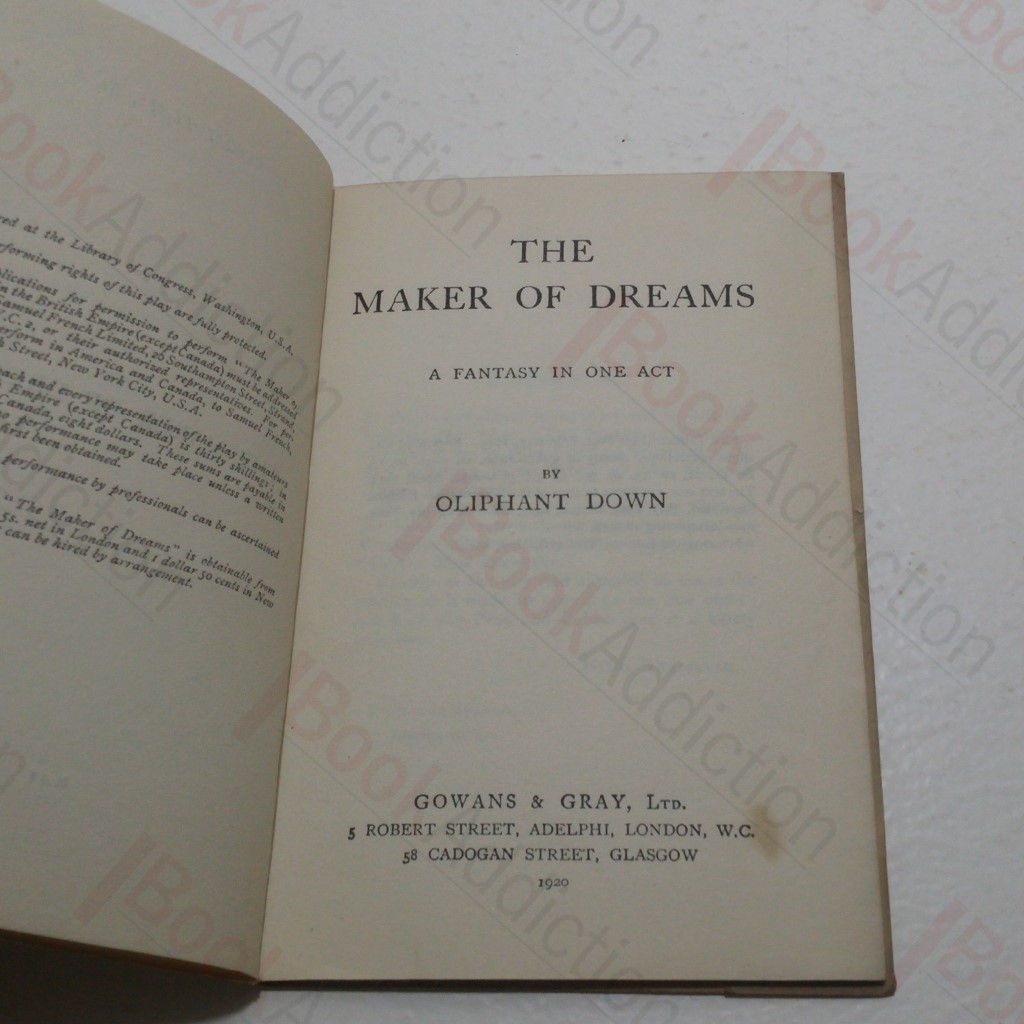 red at the Library of Congress, Washington, U.S.A.
rforming rights of this play are fully protected.
plications for permission to perform "The Maker of
n the British Empire (except Canada) must be addressed
Samuel French Limited, 26 Southampton Street, Strand,
.C. 2, or their authorized representatives. For per-
erform in America and Canada, to Samuel French,
h Street, New York City, U.S.A.
each and every representation of the play by amateurs
h Empire (except Canada) is thirty shillings; in
Canada, eight dollars. These sums are payable in
no performance may take place unless a written
first been obtained.
performance by professionals can be ascertained
"The Maker of Dreams" is obtainable from
5s. net in London and 1 dollar 50 cents in New
can be hired by arrangement.
THE
MAKER OF DREAMS
A FANTASY IN ONE ACT
BY
OLIPHANT DOWN
GOWANS & GRAY, LTD.
5 ROBERT STREET, ADELPHI, LONDON, W.C.
58 CADOGAN STREET, GLASGOW
1920
BookAddiction